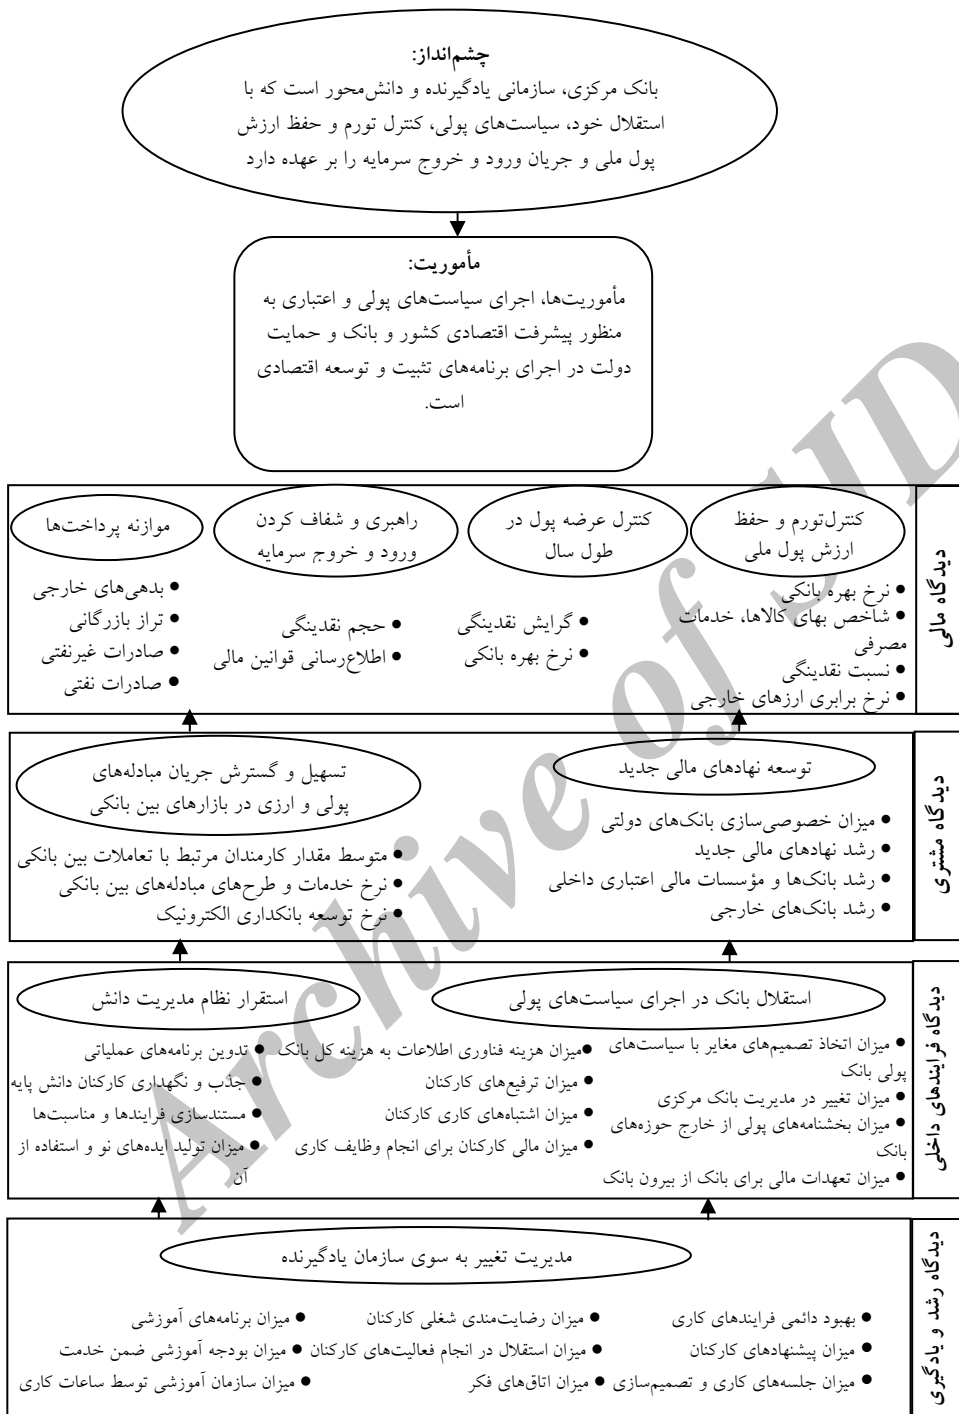 چشم‌انداز:
بانک مرکزی، سازمانی یادگیرنده و دانش‌محور است که با
استقلال خود، سیاست‌های پولی، کنترل تورم و حفظ ارزش
پول ملی و جریان ورود و خروج سرمایه را بر عهده دارد
مأموریت:
مأموریت‌ها، اجرای سیاست‌های پولی و اعتباری به
منظور پیشرفت اقتصادی کشور و بانک و حمایت
دولت در اجرای برنامه‌های تثبیت و توسعه اقتصادی
است.
دیدگاه مالی
کنترل‌تورم و حفظ
ارزش پول ملی
● نرخ بهره بانکی
● شاخص بهای کالاها، خدمات
مصرفی
● نسبت نقدینگی
● نرخ برابری ارزهای خارجی
کنترل عرضه پول در
طول سال
● گرایش نقدینگی
● نرخ بهره بانکی
راهبری و شفاف کردن
ورود و خروج سرمایه
● حجم نقدینگی
● اطلاع‌رسانی قوانین مالی
موازنه پرداخت‌ها
● بدهی‌های خارجی
● تراز بازرگانی
● صادرات غیرنفتی
● صادرات نفتی
دیدگاه مشتری
توسعه نهادهای مالی جدید
● میزان خصوصی‌سازی بانک‌های دولتی
● رشد نهادهای مالی جدید
● رشد بانک‌ها و مؤسسات مالی اعتباری داخلی
● رشد بانک‌های خارجی
تسهیل و گسترش جریان مبادله‌های
پولی و ارزی در بازارهای بین بانکی
● متوسط مقدار کارمندان مرتبط با تعاملات بین بانکی
● نرخ خدمات و طرح‌های مبادله‌های بین بانکی
● نرخ توسعه بانکداری الکترونیک
دیدگاه فرایندهای داخلی
استقلال بانک در اجرای سیاست‌های پولی
● میزان اتخاذ تصمیم‌های مغایر با سیاست‌های
پولی بانک
● میزان تغییر در مدیریت بانک مرکزی
● میزان بخشنامه‌های پولی از خارج حوزه‌های
بانک
● میزان تعهدات مالی برای بانک از بیرون بانک
استقرار نظام مدیریت دانش
●میزان هزینه فناوری اطلاعات به هزینه کل بانک
● میزان ترفیع‌های کارکنان
● میزان اشتباه‌های کاری کارکنان
● میزان مالی کارکنان برای انجام وظایف کاری
● تدوین برنامه‌های عملیاتی
● جذب و نگهداری کارکنان دانش پایه
● مستندسازی فرایندها و مناسبت‌ها
● میزان تولید ایده‌های نو و استفاده از
آن
دیدگاه رشد و یادگیری
مدیریت تغییر به سوی سازمان یادگیرنده
● بهبود دائمی فرایندهای کاری
● میزان پیشنهادهای کارکنان
● میزان جلسه‌های کاری و تصمیم‌سازی
● میزان رضایت‌مندی شغلی کارکنان
● میزان استقلال در انجام فعالیت‌های کارکنان
● میزان اتاق‌های فکر
● میزان برنامه‌های آموزشی
● میزان بودجه آموزشی ضمن خدمت
● میزان سازمان آموزشی توسط ساعات کاری
Archive of SID